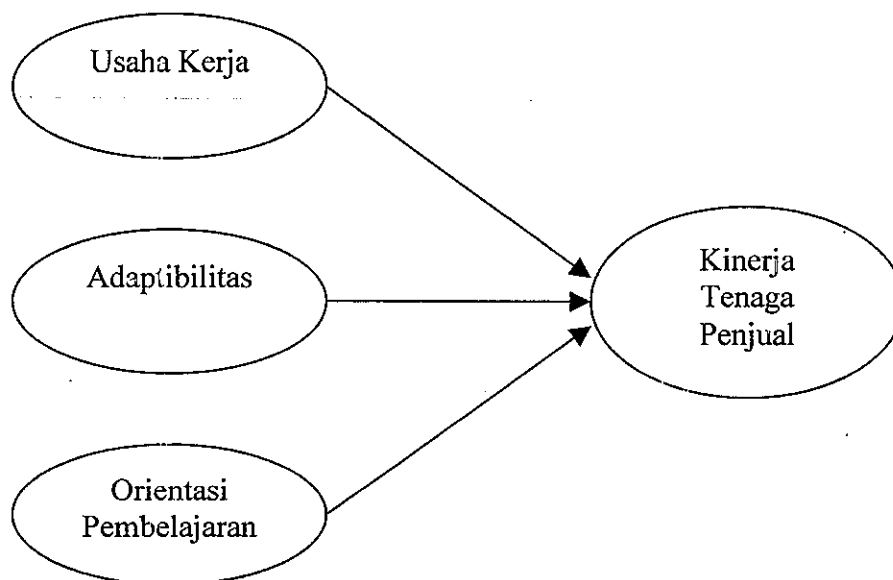 Usaha Kerja
Adaptibilitas
Orientasi
Pembelajaran
Kinerja
Tenaga
Penjual